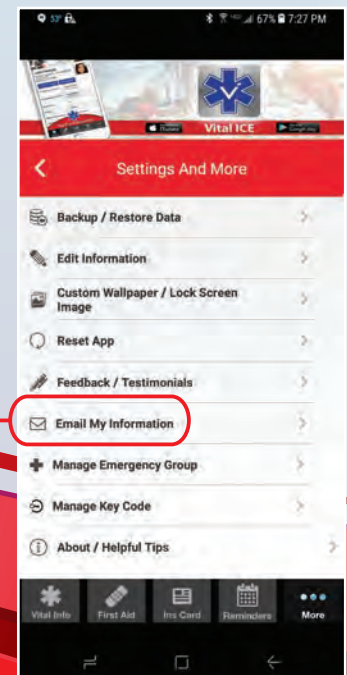 53° 67% 7:27 PM
Vital ICE
Settings And More
Backup / Restore Data
Edit Information
Custom Wallpaper / Lock Screen
Image
Reset App
Feedback / Testimonials
Email My Information
Manage Emergency Group
Manage Key Code
About / Helpful Tips
Vital Info First Aid Ins Card Reminders More